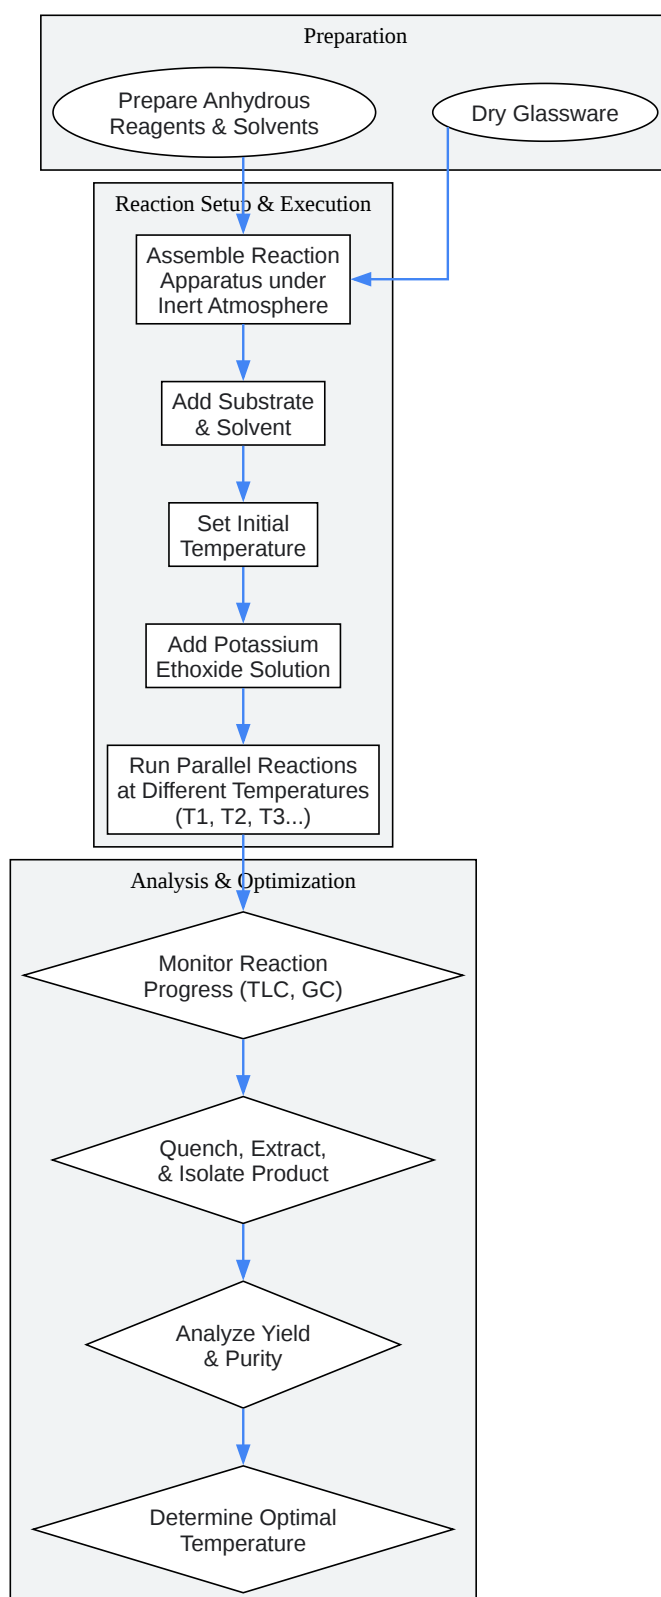 Preparation
Prepare Anhydrous
Reagents & Solvents
Dry Glassware
Reaction Setup & Execution
Assemble Reaction
Apparatus under
Inert Atmosphere
Add Substrate
& Solvent
Set Initial
Temperature
Add Potassium
Ethoxide Solution
Run Parallel Reactions
at Different Temperatures
(T1, T2, T3...)
Analysis & Optimization
Monitor Reaction
Progress (TLC, GC)
Quench, Extract,
& Isolate Product
Analyze Yield
& Purity
Determine Optimal
Temperature